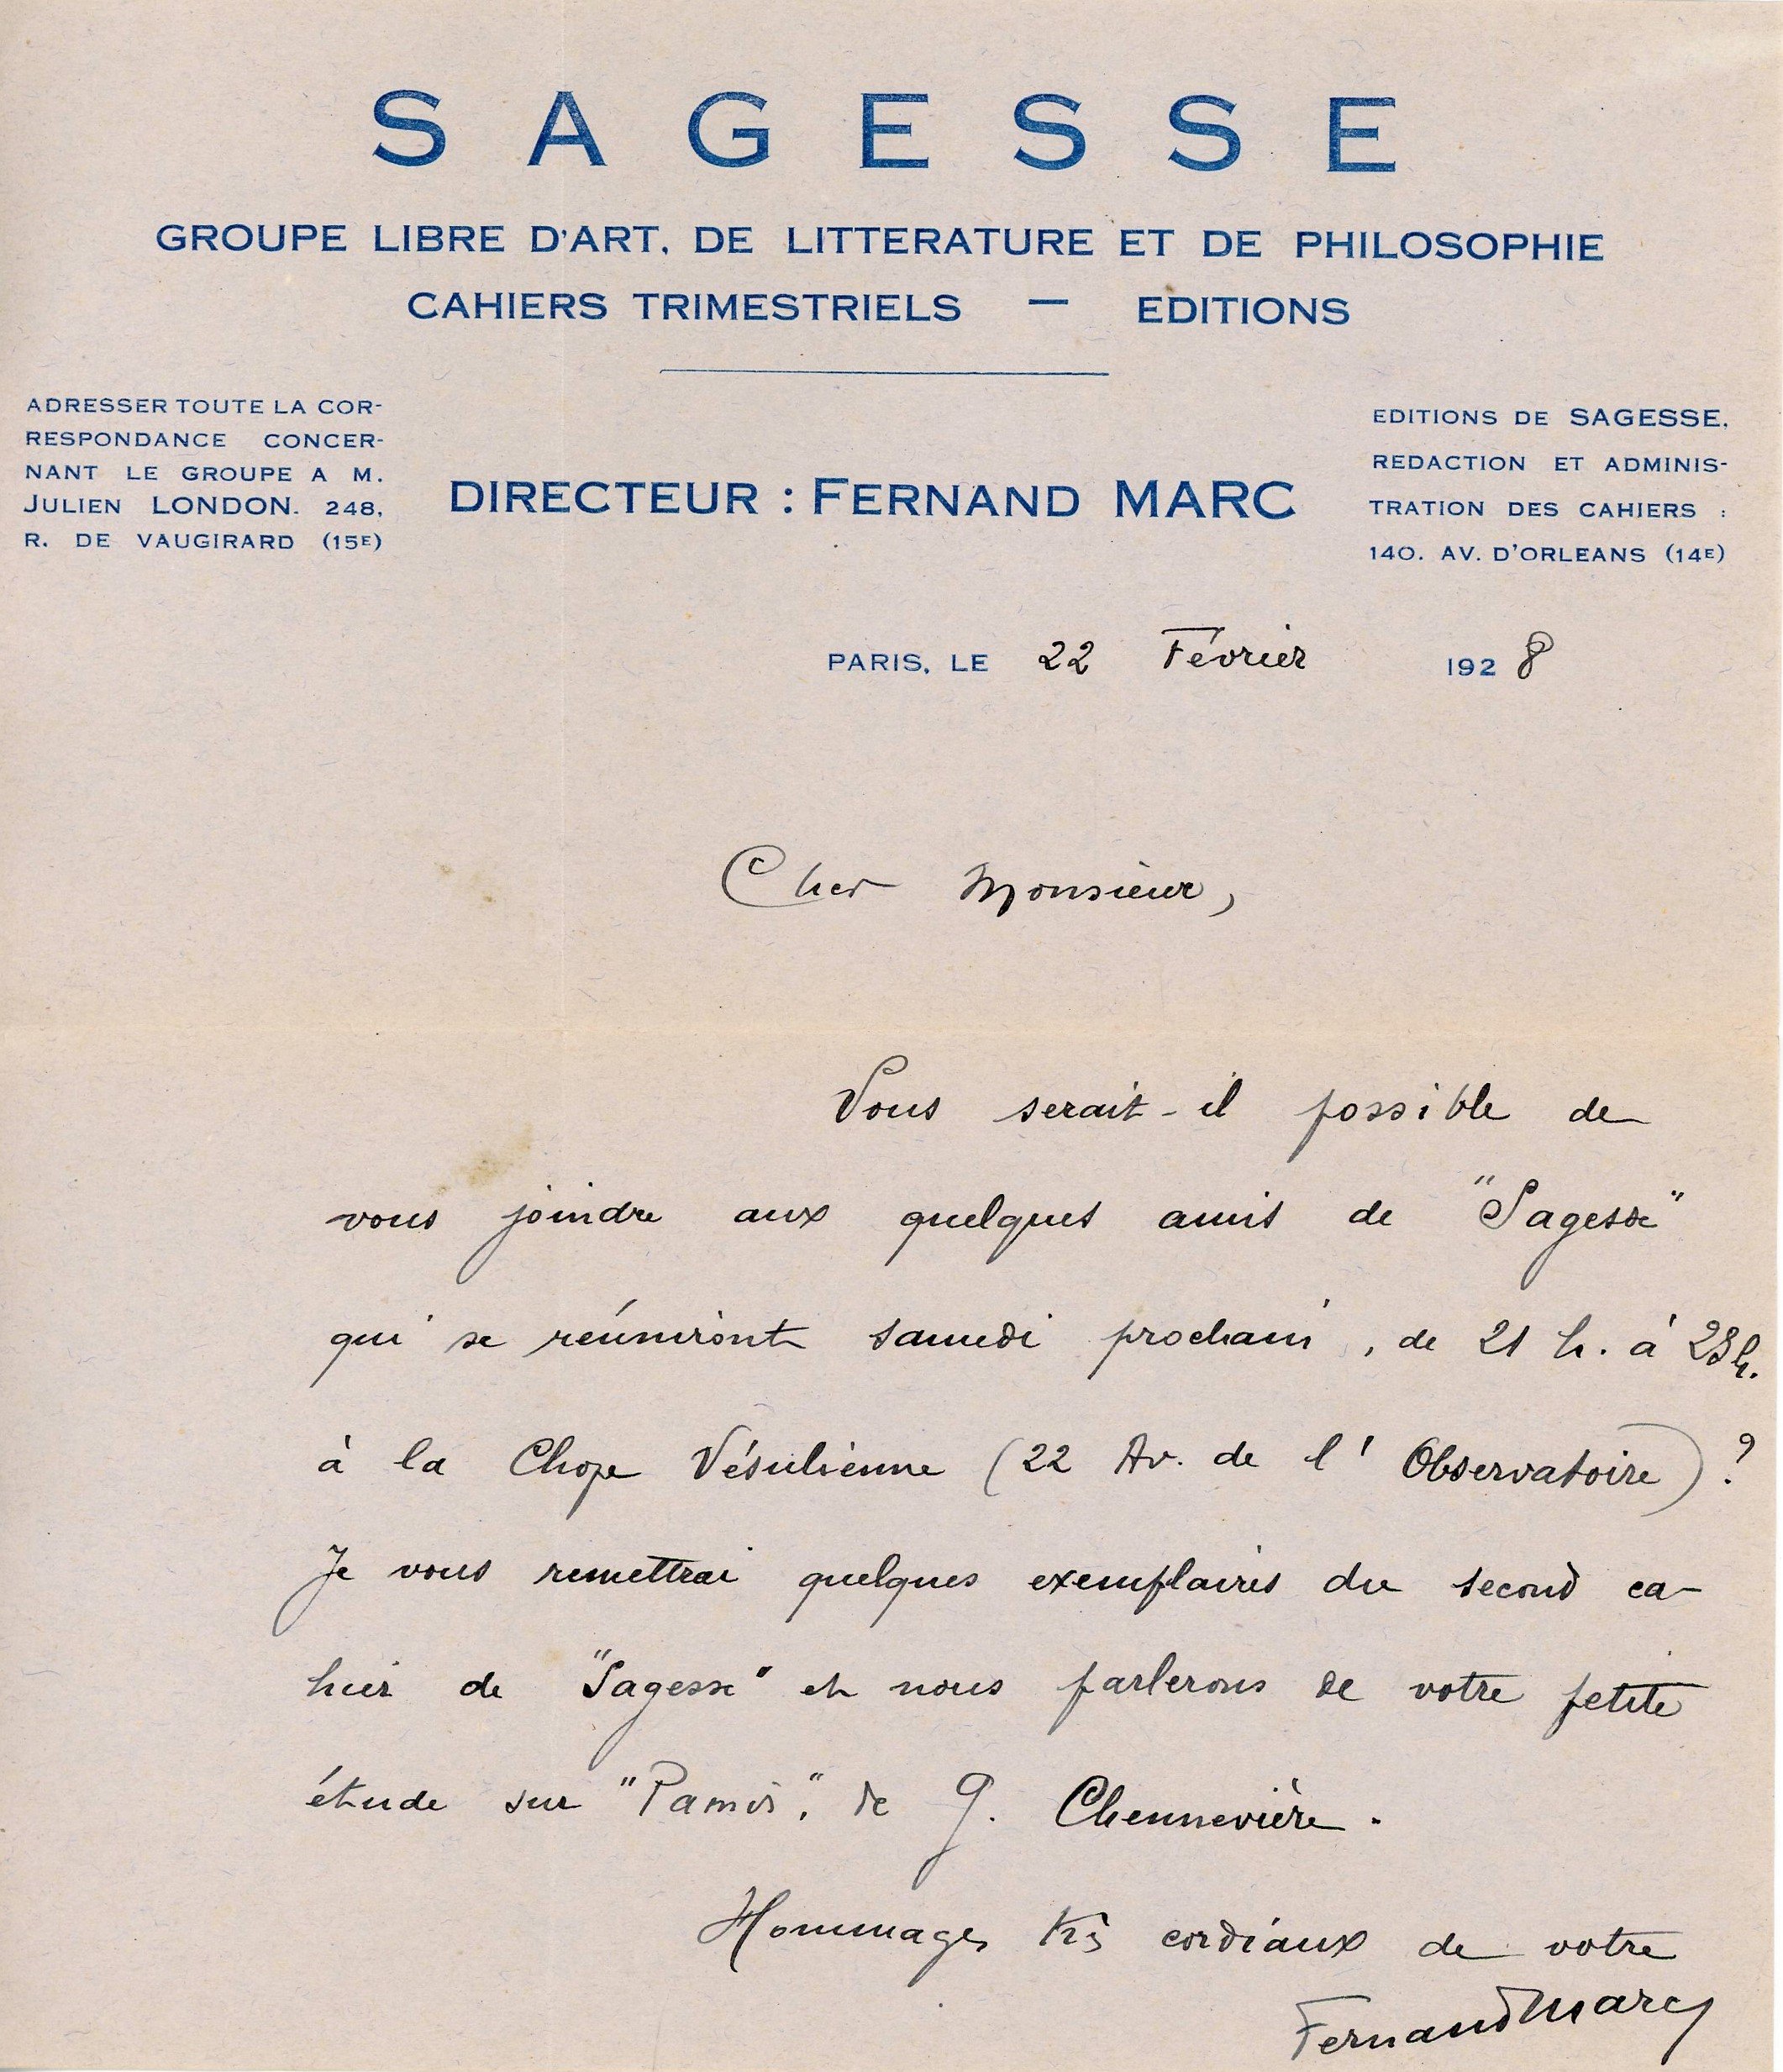 SAGESSE
GROUPE LIBRE D'ART, DE LITTERATURE ET DE PHILOSOPHIE
CAHIERS TRIMESTRIELS — EDITIONS
ADRESSER TOUTE LA COR-
RESPONDANCE CONCER-
NANT LE GROUPE A M.
JULIEN LONDON. 248,
R. DE VAUGIRARD (15E)
DIRECTEUR : FERNAND MARC
EDITIONS DE SAGESSE,
REDACTION ET ADMINIS-
TRATION DES CAHIERS :
140. AV. D'ORLEANS (14E)
PARIS, LE 22 Février 1928
Cher Monsieur,
Vous serait-il possible de
vous joindre aux quelques amis de "Sagesse"
qui se réuniront samedi prochain, de 21 h. à 23h.
à la Chope Vésulienne (22 Av. de l'Observatoire) ?
Je vous remettrai quelques exemplaires du second ca-
hier de "Sagesse" et nous parlerons de votre petite
étude sur "Pamir." de G. Chennevière.
Hommages très cordiaux de votre
Fernand Marc